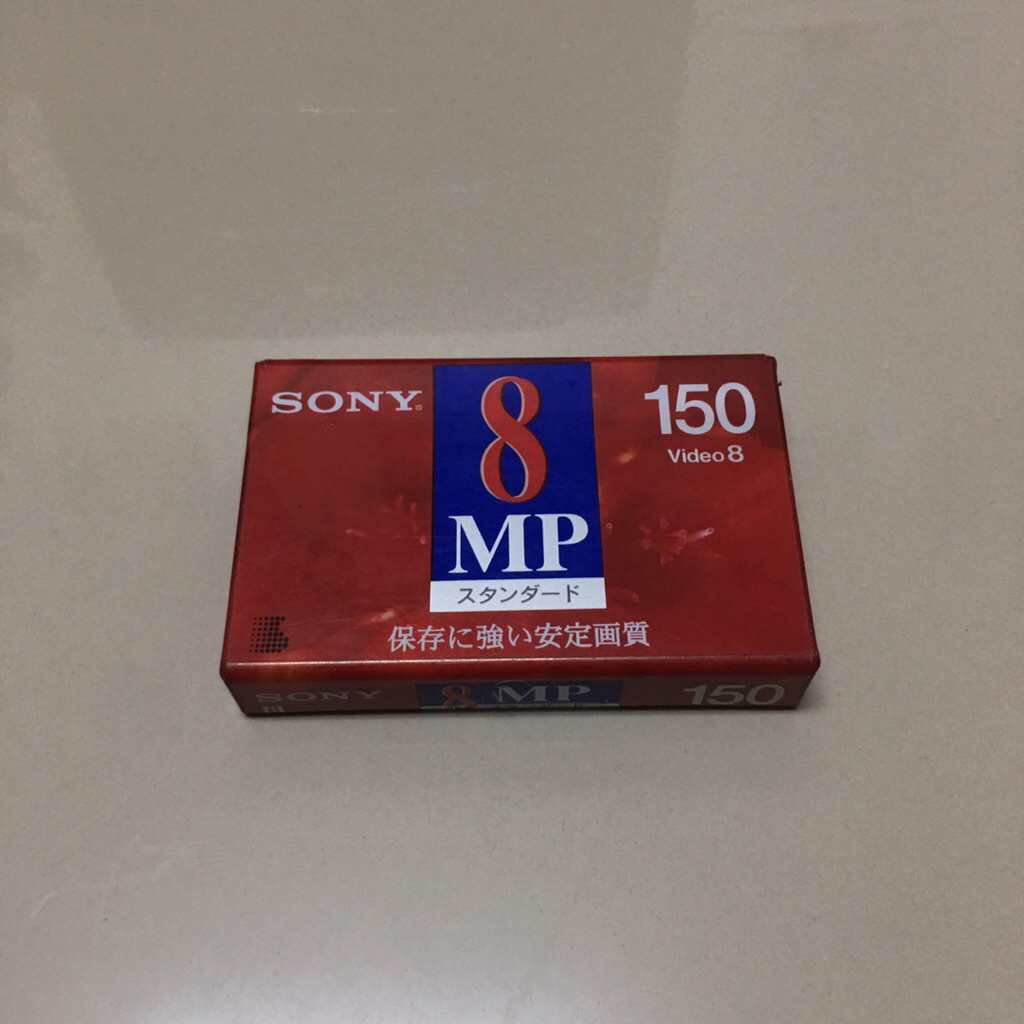 SONY
8
MP
スタンダード
150
Video 8
保存に強い安定画質
SONY 8 MP 150